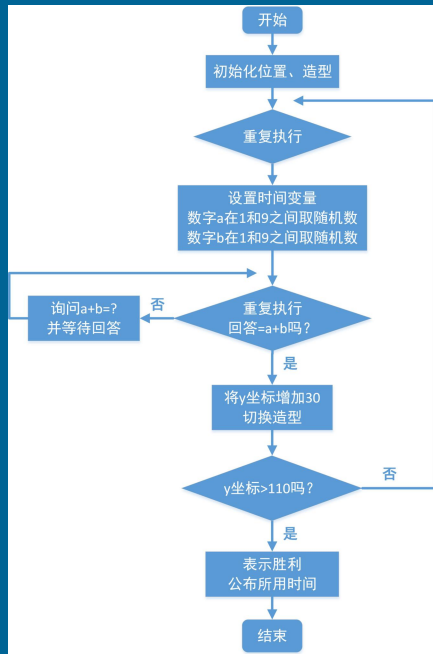 开始
初始化位置、造型
重复执行
设置时间变量
数字a在1和9之间取随机数
数字b在1和9之间取随机数
询问a+b=?
并等待回答
否
重复执行
回答=a+b吗?
是
将y坐标增加30
切换造型
y坐标>110吗?
否
是
表示胜利
公布所用时间
结束